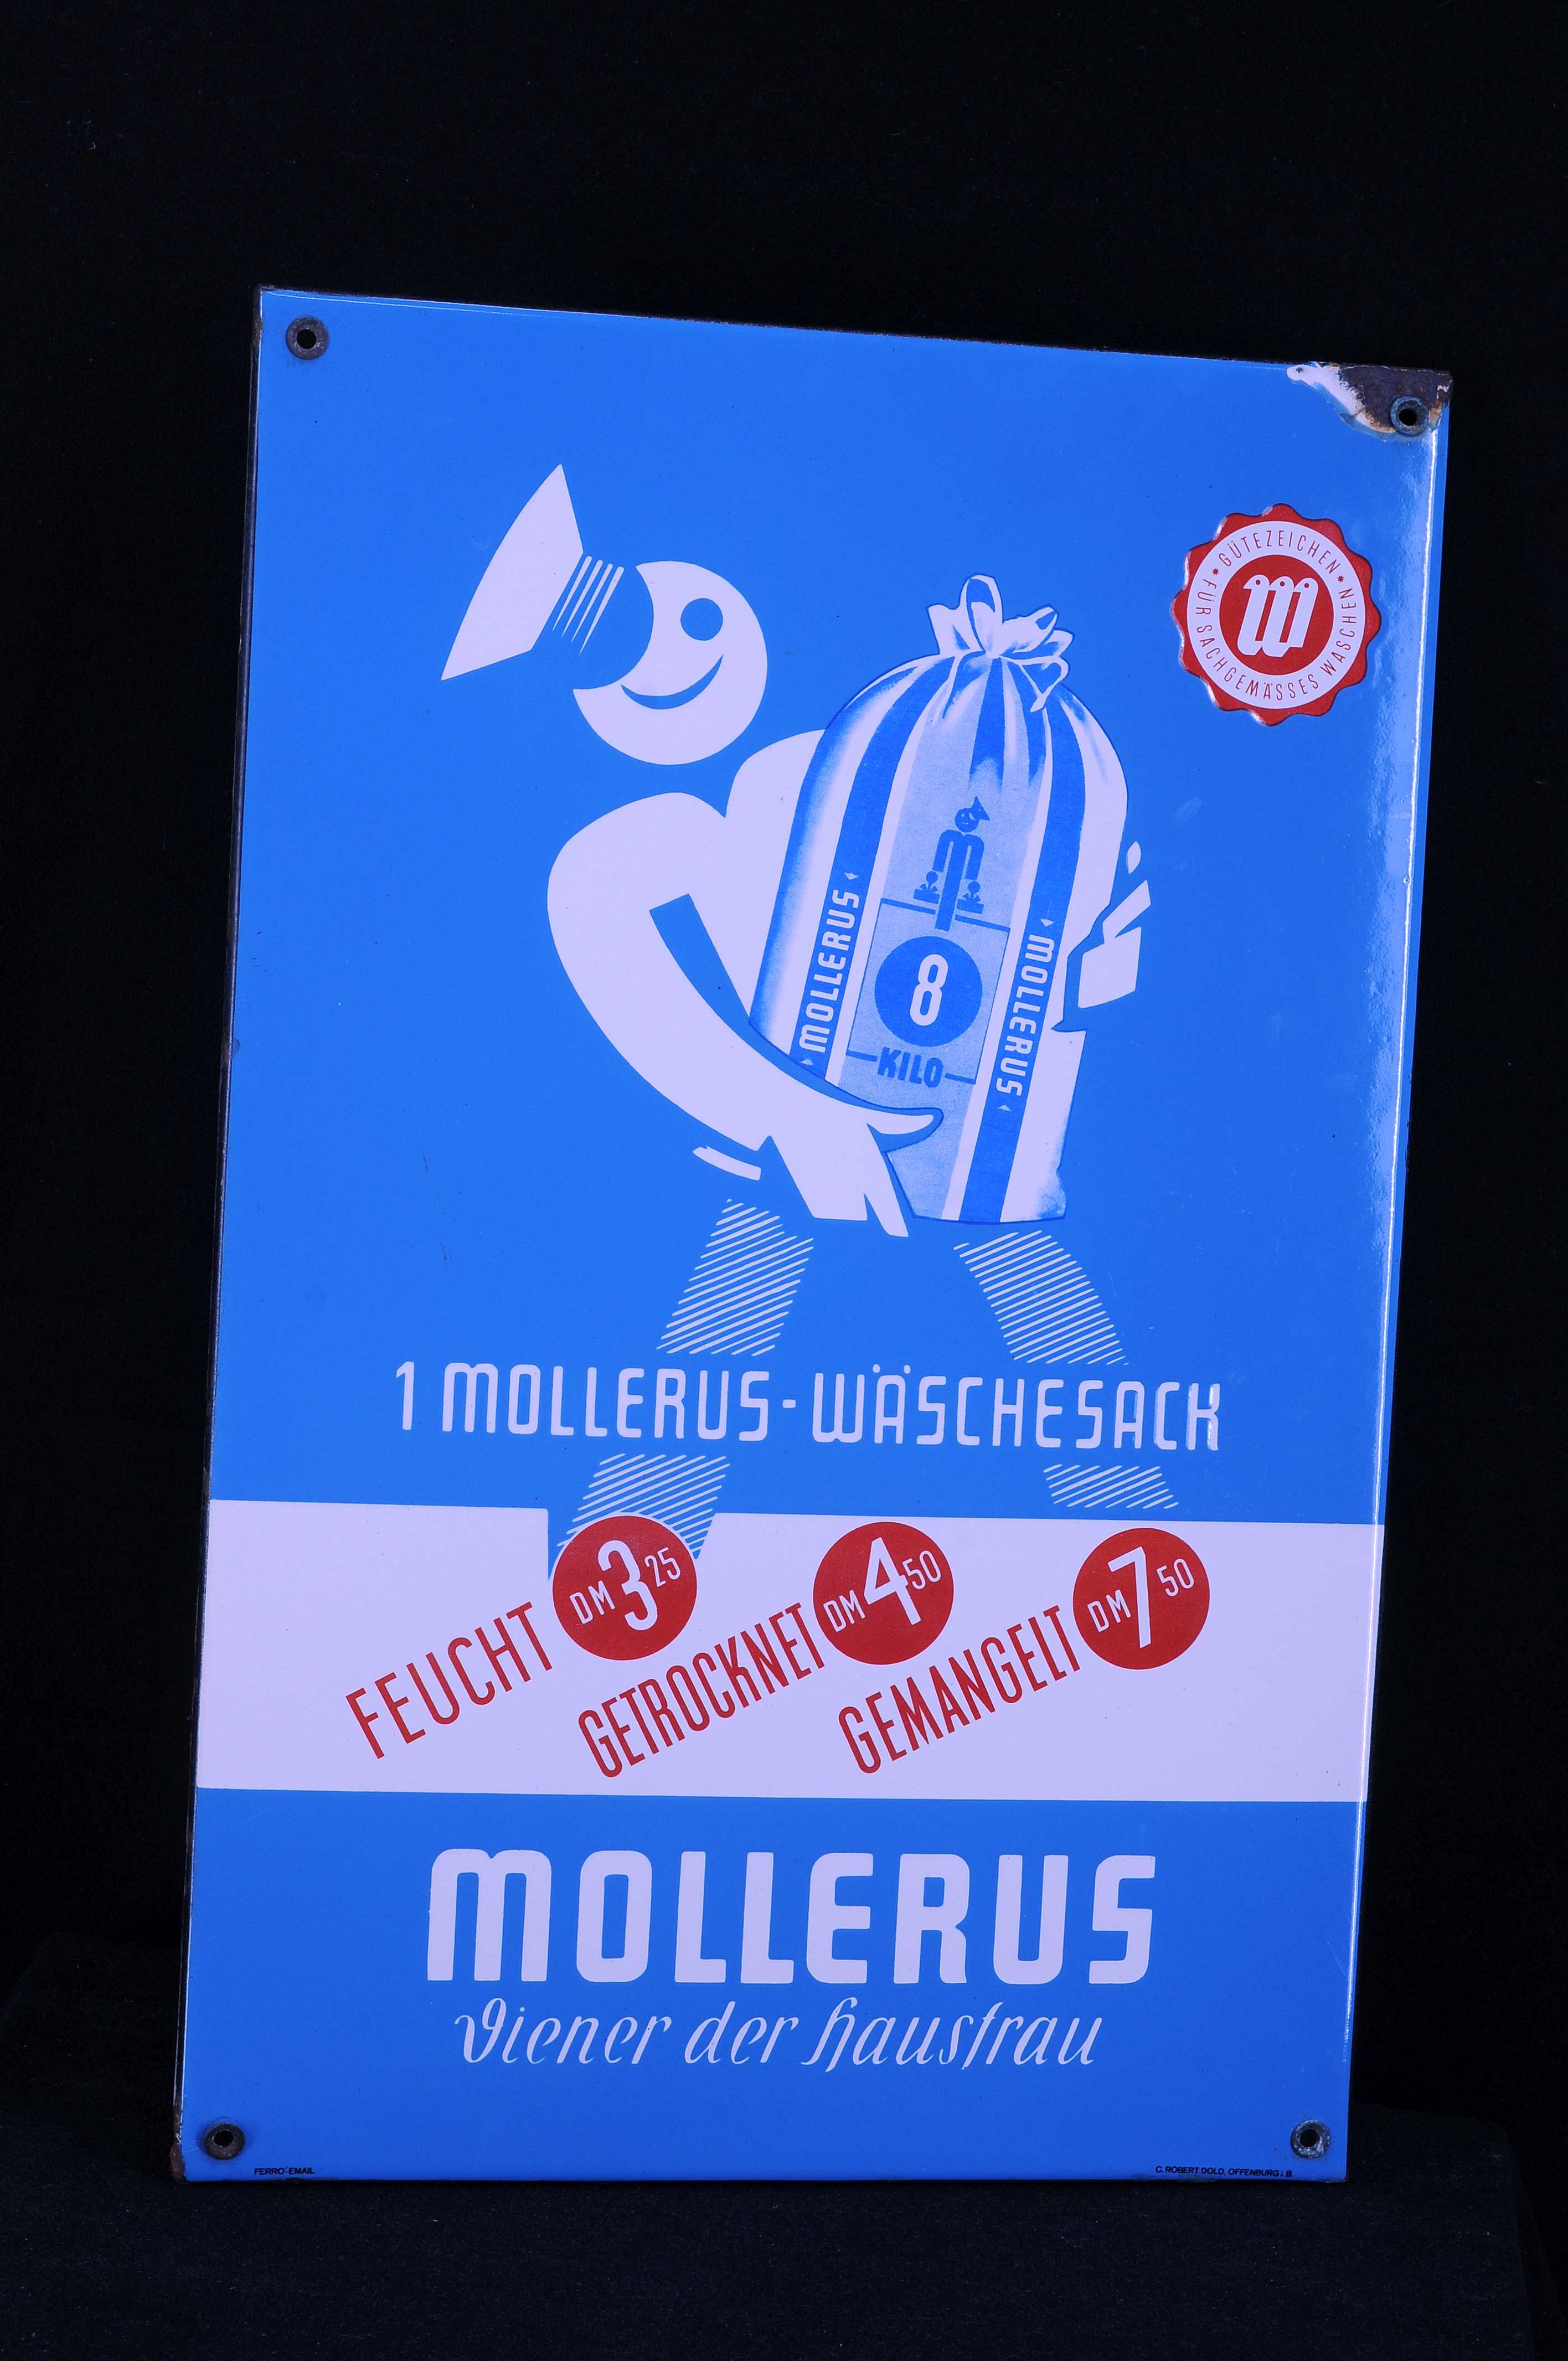 GÜTEZEICHEN
FÜR SACHGEMÄSSES WASCHEN
W
MOLLERUS
8
KILO
MOLLERUS
1 MOLLERUS-WÄSCHESACK
FEUCHT DM 3 25
GETROCKNET DM 4 50
GEMANGELT DM 7 50
MOLLERUS
Diener der Hausfrau
FERRO-EMAIL
C. ROBERT DOLD, OFFENBURG i. B.